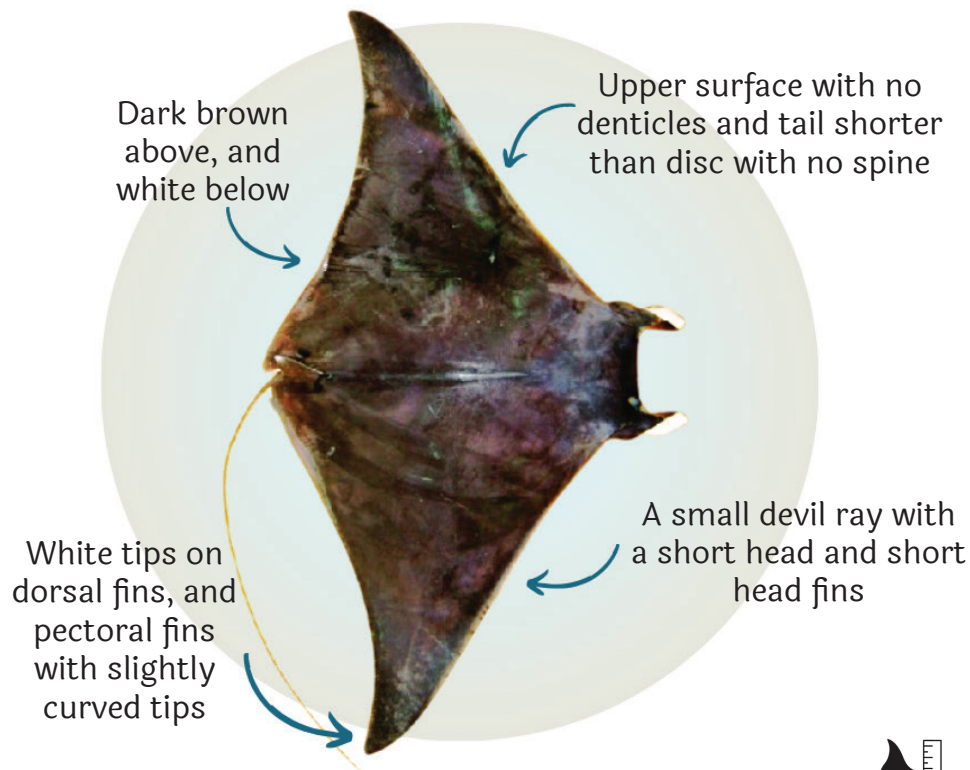 Dark brown
above, and
white below
Upper surface with no
denticles and tail shorter
than disc with no spine
White tips on
dorsal fins, and
pectoral fins
with slightly
curved tips
A small devil ray with
a short head and short
head fins